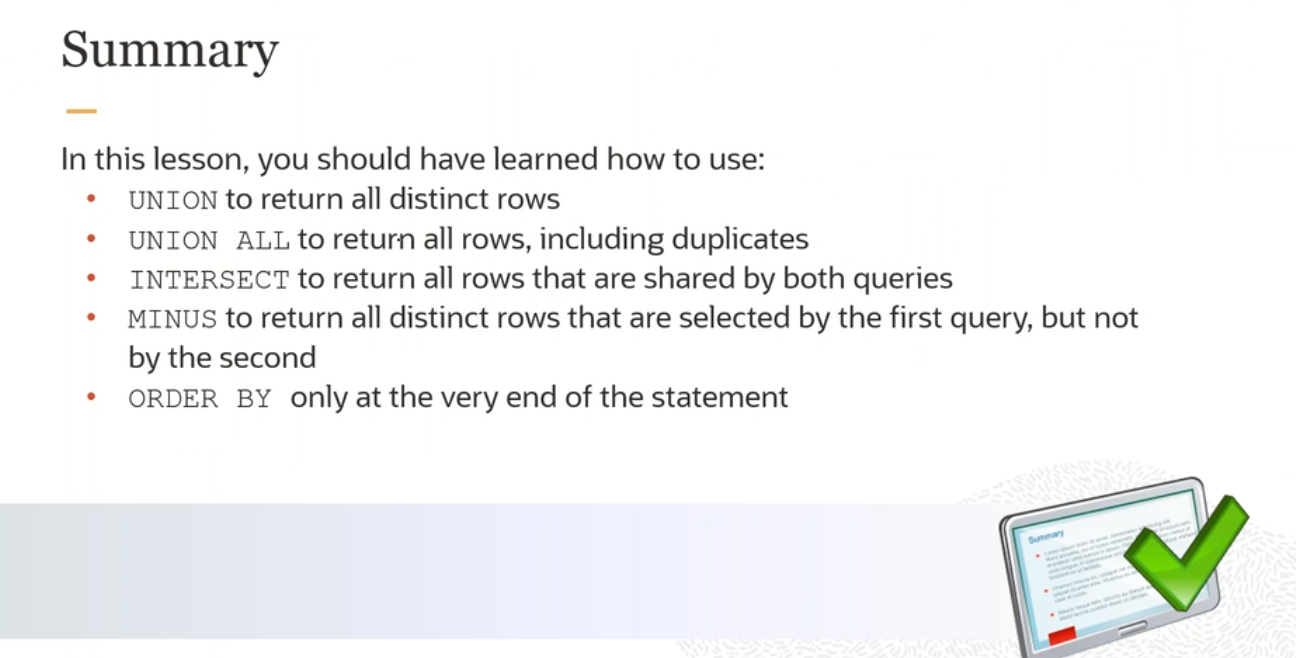 Summary
In this lesson, you should have learned how to use:
• UNION to return all distinct rows
• UNION ALL to return all rows, including duplicates
• INTERSECT to return all rows that are shared by both queries
• MINUS to return all distinct rows that are selected by the first query, but not
by the second
• ORDER BY only at the very end of the statement
Summary